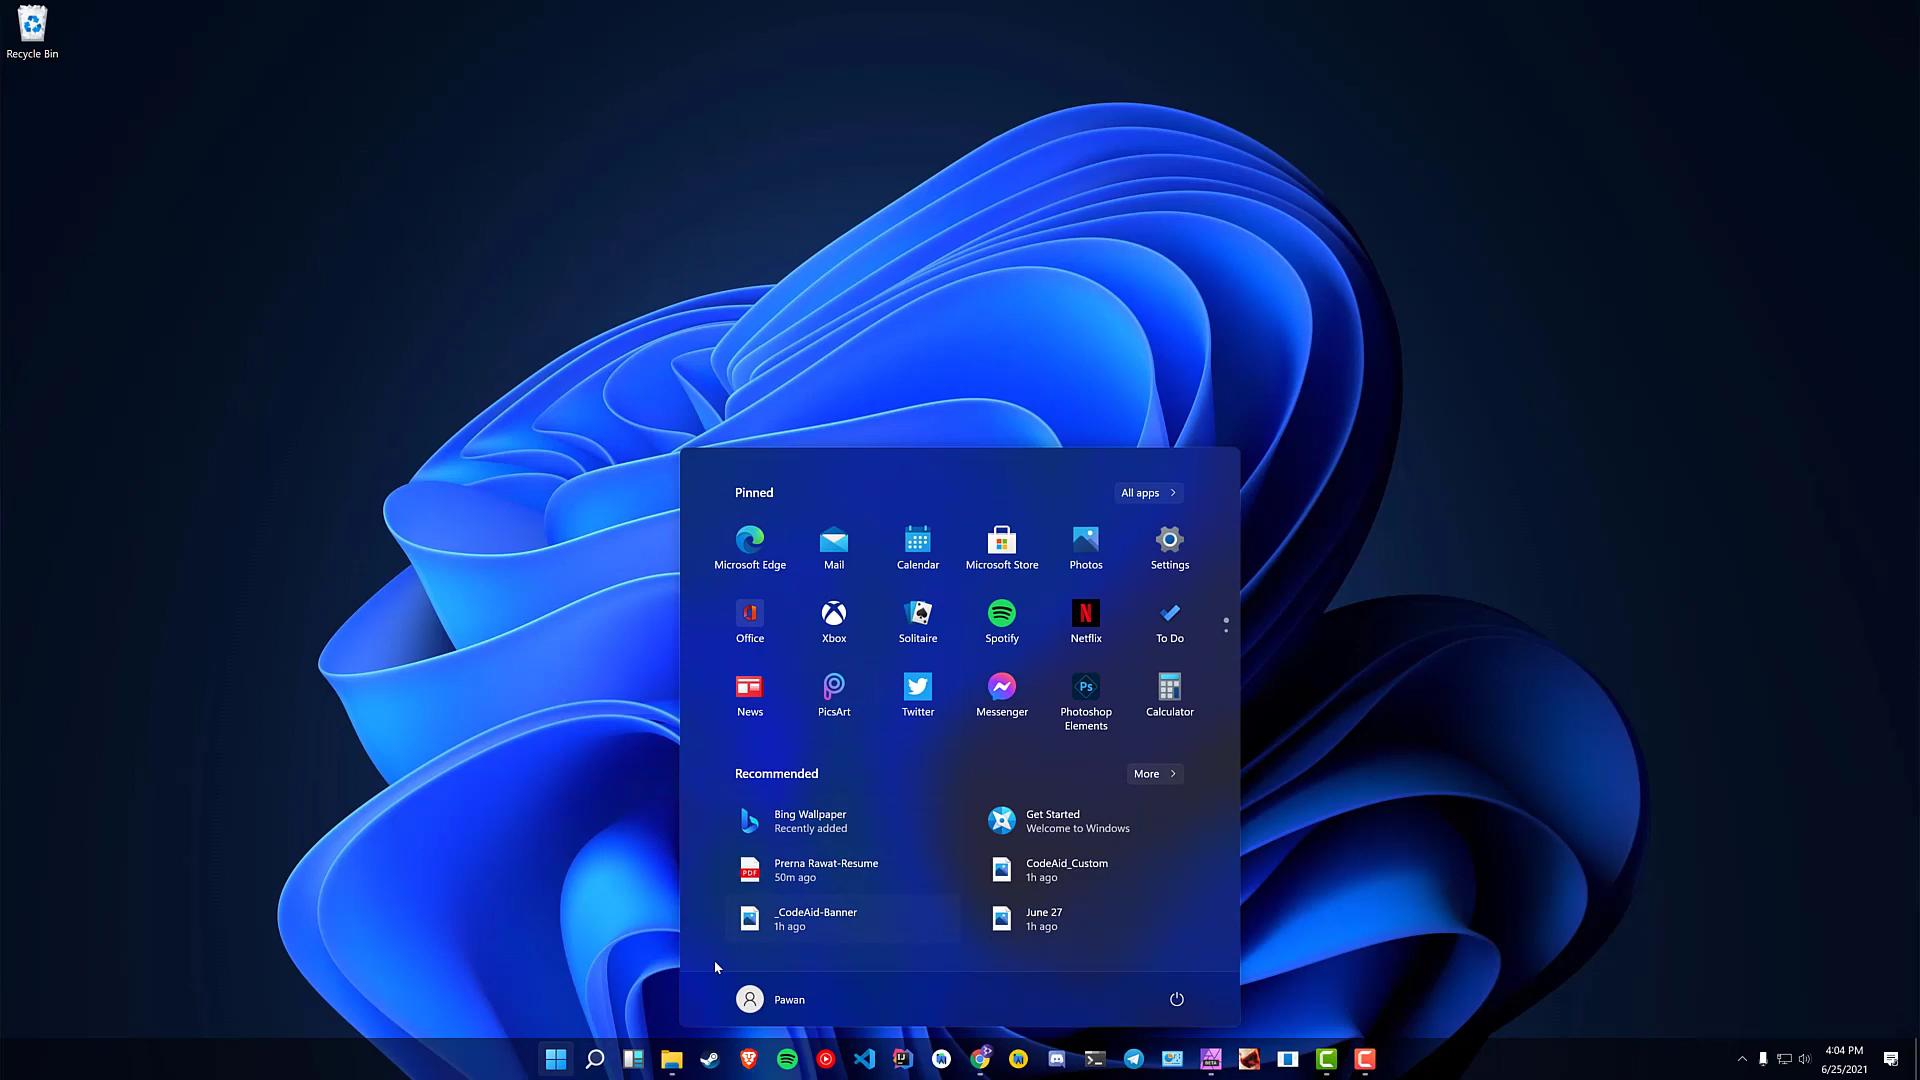 Recycle Bin
Pinned
All apps
Microsoft Edge
Mail
Calendar
Microsoft Store
Photos
Settings
Office
Xbox
Solitaire
Spotify
Netflix
To Do
News
PicsArt
Twitter
Messenger
Photoshop
Elements
Calculator
Recommended
More
Bing Wallpaper
Recently added
Get Started
Welcome to Windows
Prerna Rawat-Resume
50m ago
CodeAid_Custom
1h ago
_CodeAid-Banner
1h ago
June 27
1h ago
Pawan
4:04 PM
6/25/2021